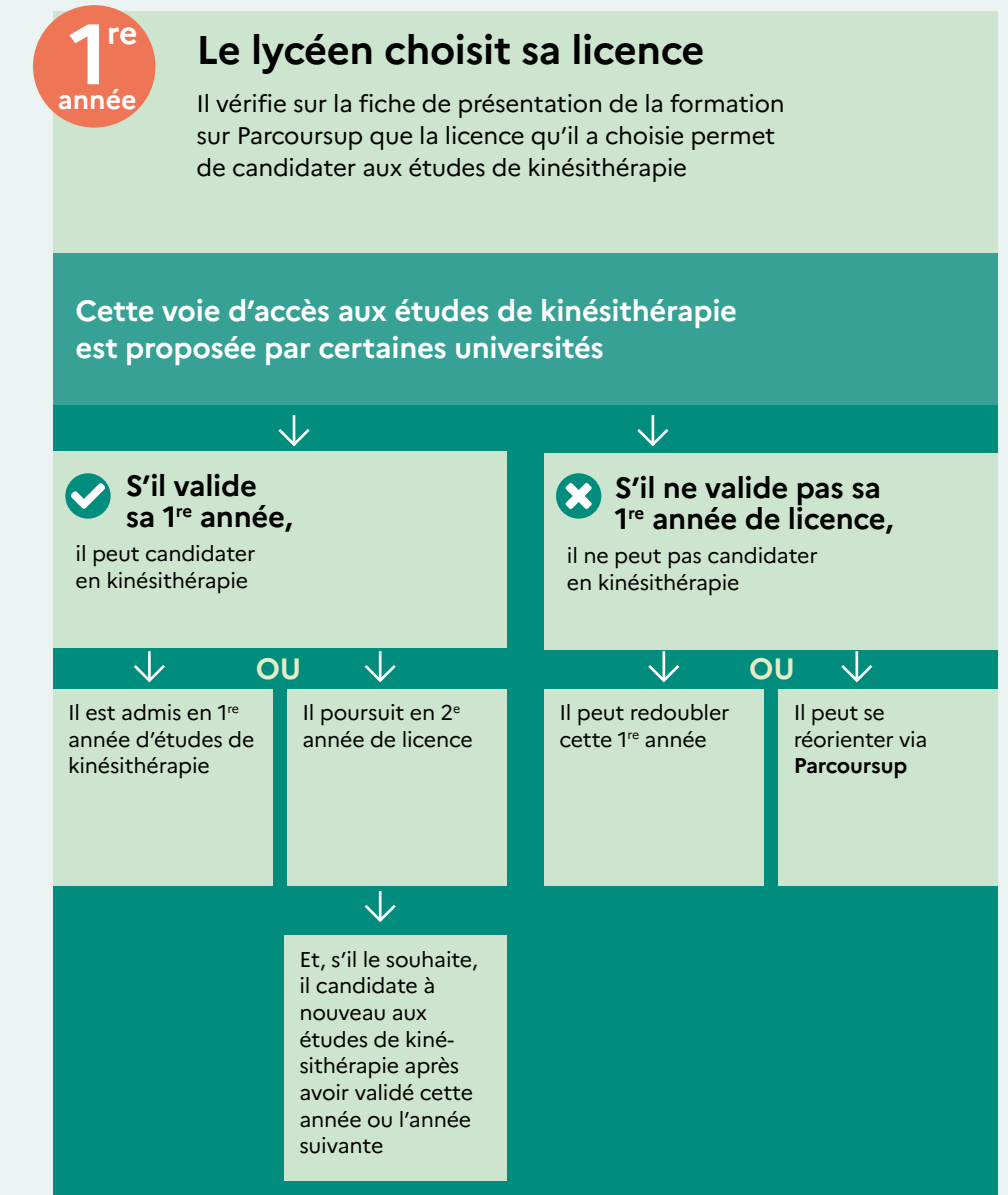 1re
année
Le lycéen choisit sa licence
Il vérifie sur la fiche de présentation de la formation
sur Parcoursup que la licence qu'il a choisie permet
de candidater aux études de kinésithérapie
Cette voie d'accès aux études de kinésithérapie
est proposée par certaines universités
S'il valide
sa 1re année,
il peut candidater
en kinésithérapie
S'il ne valide pas sa
1re année de licence,
il ne peut pas candidater
en kinésithérapie
OU
OU
Il est admis en 1re
année d'études de
kinésithérapie
Il poursuit en 2e
année de licence
Il peut redoubler
cette 1re année
Il peut se
réorienter via
Parcoursup
Et, s'il le souhaite,
il candidate à
nouveau aux
études de kiné-
sithérapie après
avoir validé cette
année ou l'année
suivante